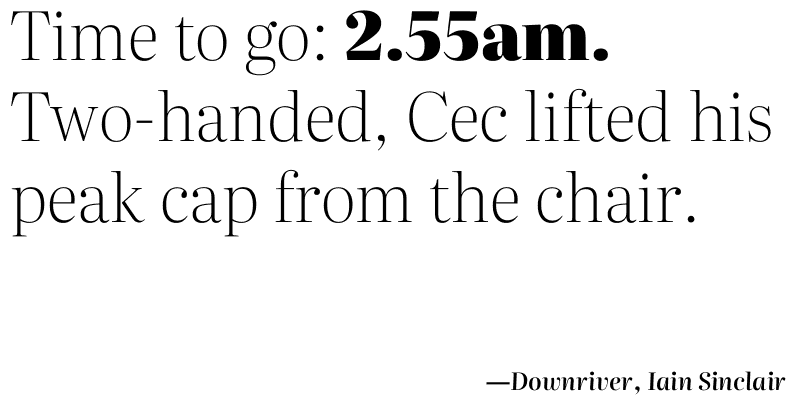 Time to go: 2.55am.
Two-handed, Cec lifted his
peak cap from the chair.
—Downriver, Iain Sinclair